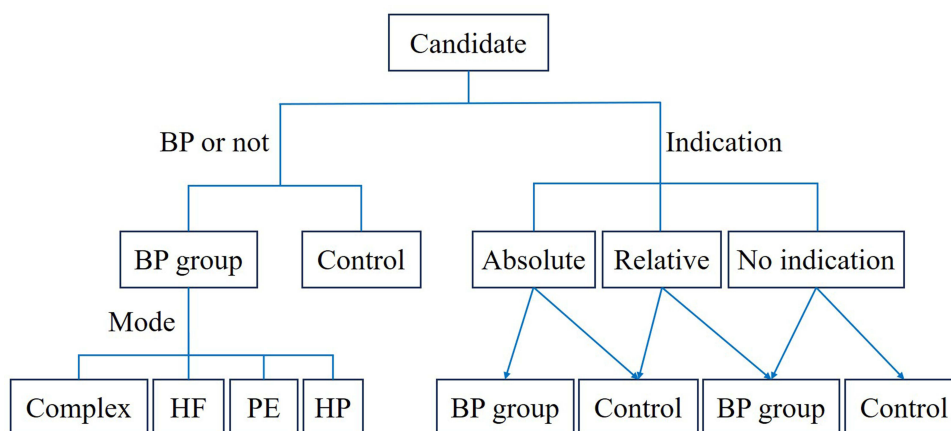 Candidate
BP or not
Indication
BP group
Control
Absolute
Relative
No indication
Mode
Complex
HF
PE
HP
BP group
Control
BP group
Control